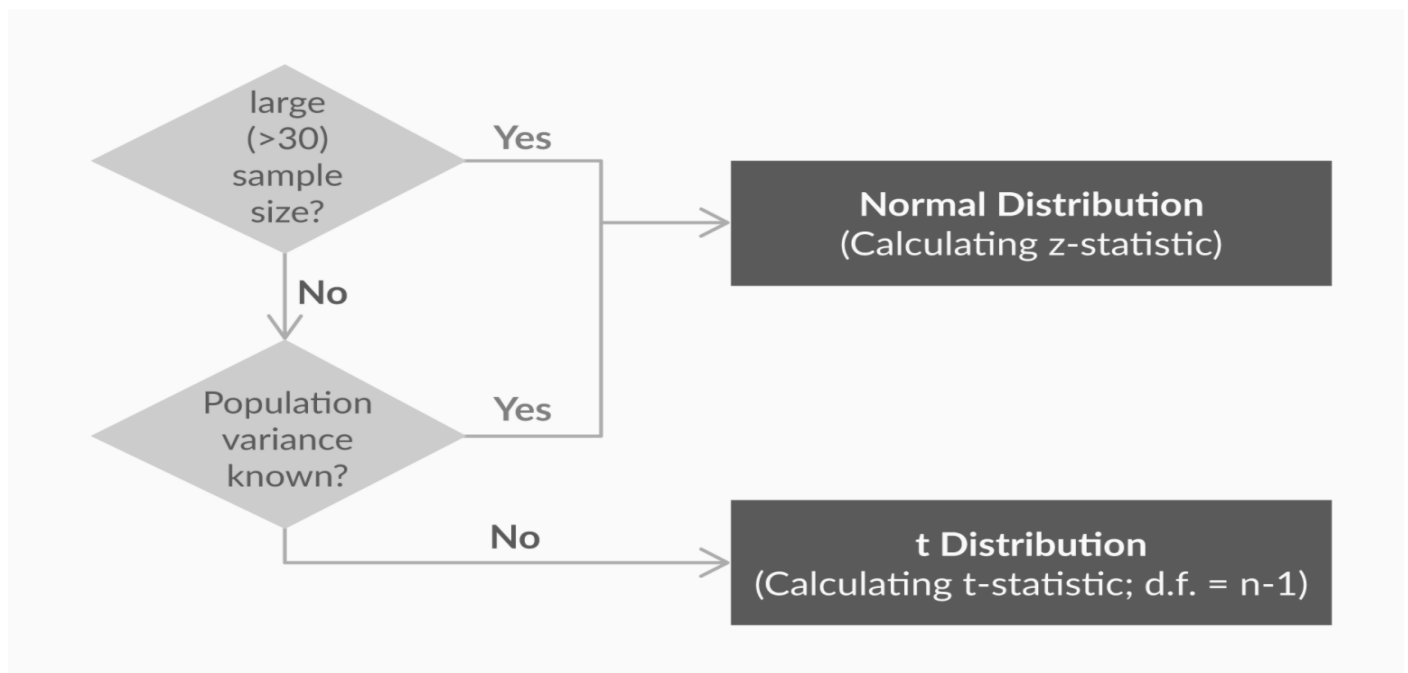 large
(>30)
sample
size?
Yes
Normal Distribution
(Calculating z-statistic)
No
Population
variance
known?
Yes
No
t Distribution
(Calculating t-statistic; d.f. = n-1)